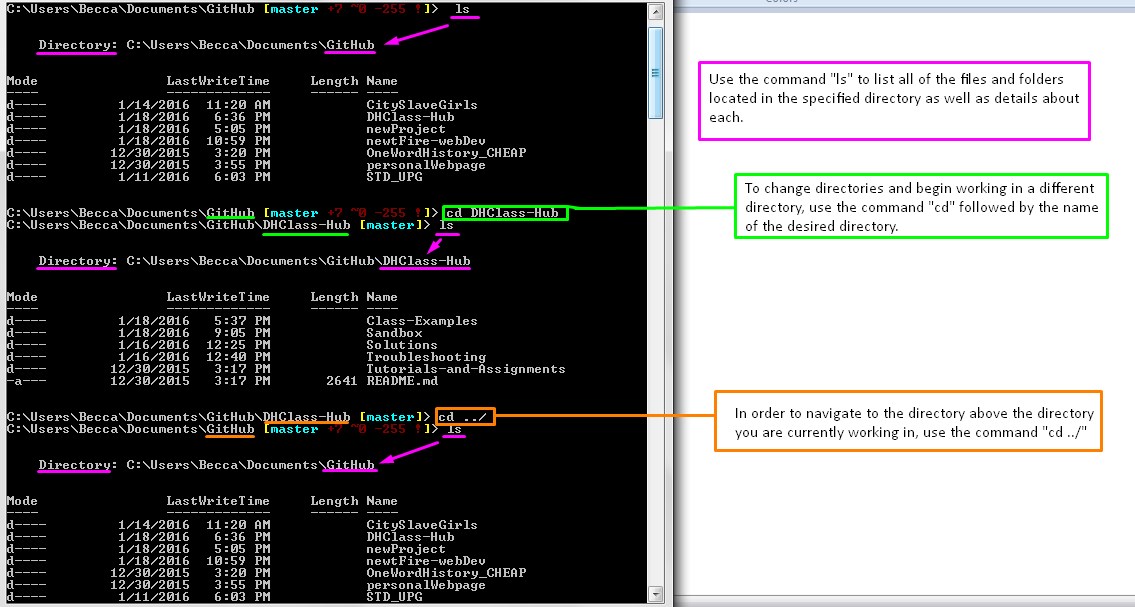 Colors
C:\Users\Becca\Documents\GitHub [master +7 ~0 -255 !]> ls
Directory: C:\Users\Becca\Documents\GitHub
Mode LastWriteTime Length Name
---- ------------- ------ ----
d---- 1/14/2016 11:20 AM CitySlaveGirls
d---- 1/18/2016 6:36 PM DHClass-Hub
d---- 1/18/2016 5:05 PM newProject
d---- 1/18/2016 10:59 PM newtFire-webDev
d---- 12/30/2015 3:20 PM OneWordHistory_CHEAP
d---- 12/30/2015 3:55 PM personalWebpage
d---- 1/11/2016 6:03 PM STD_UPG
C:\Users\Becca\Documents\GitHub [master +7 ~0 -255 !]> cd DHClass-Hub
C:\Users\Becca\Documents\GitHub\DHClass-Hub [master]> ls
Directory: C:\Users\Becca\Documents\GitHub\DHClass-Hub
Mode LastWriteTime Length Name
---- ------------- ------ ----
d---- 1/18/2016 5:37 PM Class-Examples
d---- 1/18/2016 9:05 PM Sandbox
d---- 1/16/2016 12:25 PM Solutions
d---- 1/16/2016 12:40 PM Troubleshooting
d---- 12/30/2015 3:17 PM Tutorials-and-Assignments
-a--- 12/30/2015 3:17 PM 2641 README.md
C:\Users\Becca\Documents\GitHub\DHClass-Hub [master]> cd ../
C:\Users\Becca\Documents\GitHub [master +7 ~0 -255 !]> ls
Directory: C:\Users\Becca\Documents\GitHub
Mode LastWriteTime Length Name
---- ------------- ------ ----
d---- 1/14/2016 11:20 AM CitySlaveGirls
d---- 1/18/2016 6:36 PM DHClass-Hub
d---- 1/18/2016 5:05 PM newProject
d---- 1/18/2016 10:59 PM newtFire-webDev
d---- 12/30/2015 3:20 PM OneWordHistory_CHEAP
d---- 12/30/2015 3:55 PM personalWebpage
d---- 1/11/2016 6:03 PM STD_UPG
Use the command "ls" to list all of the files and folders
located in the specified directory as well as details about
each.
To change directories and begin working in a different
directory, use the command "cd" followed by the name
of the desired directory.
In order to navigate to the directory above the directory
you are currently working in, use the command "cd ../"